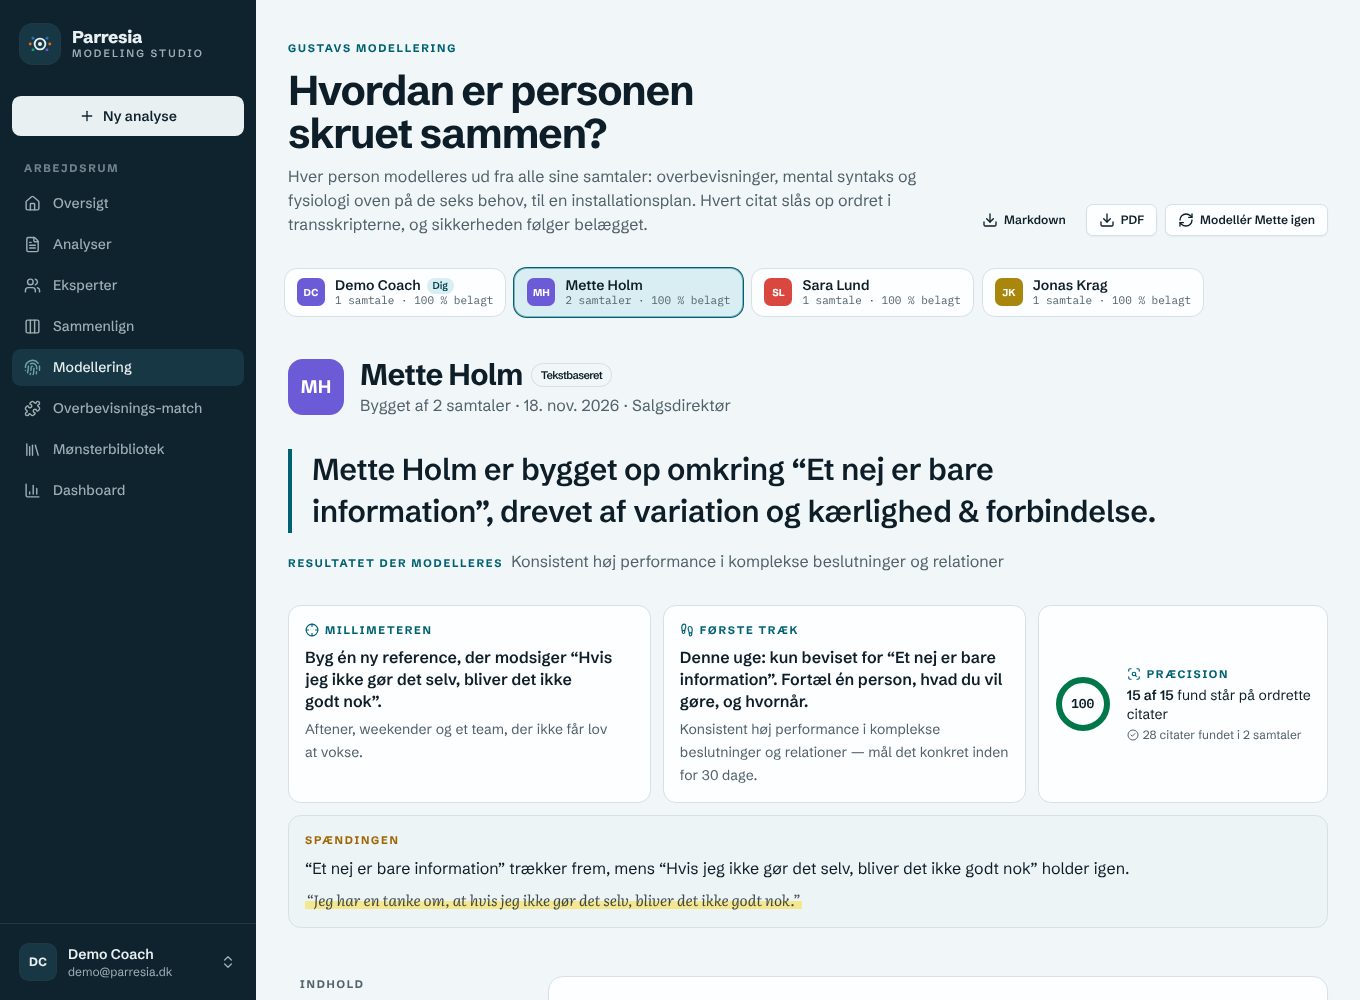 Parresia
MODELING STUDIO
Ny analyse
ARBEJDSRUM
Oversigt
Analyser
Eksperter
Sammenlign
Modellering
Overbevisnings-match
Mønsterbibliotek
Dashboard
DC
Demo Coach
demo@parresia.dk
GUSTAVS MODELLERING
Hvordan er personen
skruet sammen?
Hver person modelleres ud fra alle sine samtaler: overbevisninger, mental syntaks og
fysiologi oven på de seks behov, til en installationsplan. Hvert citat slås op ordret i
transskripterne, og sikkerheden følger belægget.
Markdown
PDF
Modellér Mette igen
DC
Demo Coach Dig
1 samtale · 100 % belagt
MH
Mette Holm
2 samtaler · 100 % belagt
SL
Sara Lund
1 samtale · 100 % belagt
JK
Jonas Krag
1 samtale · 100 % belagt
MH
Mette Holm Tekstbaseret
Bygget af 2 samtaler · 18. nov. 2026 · Salgsdirektør
Mette Holm er bygget op omkring “Et nej er bare
information”, drevet af variation og kærlighed & forbindelse.
RESULTATET DER MODELLERES Konsistent høj performance i komplekse beslutninger og relationer
MILLIMETEREN
Byg én ny reference, der modsiger “Hvis
jeg ikke gør det selv, bliver det ikke
godt nok”.
Aftener, weekender og et team, der ikke får lov
at vokse.
FØRSTE TRÆK
Denne uge: kun beviset for “Et nej er bare
information”. Fortæl én person, hvad du vil
gøre, og hvornår.
Konsistent høj performance i komplekse
beslutninger og relationer — mål det konkret inden
for 30 dage.
100
PRÆCISION
15 af 15 fund står på ordrette
citater
28 citater fundet i 2 samtaler
SPÆNDINGEN
“Et nej er bare information” trækker frem, mens “Hvis jeg ikke gør det selv, bliver det ikke godt nok” holder igen.
“Jeg har en tanke om, at hvis jeg ikke gør det selv, bliver det ikke godt nok.”
INDHOLD